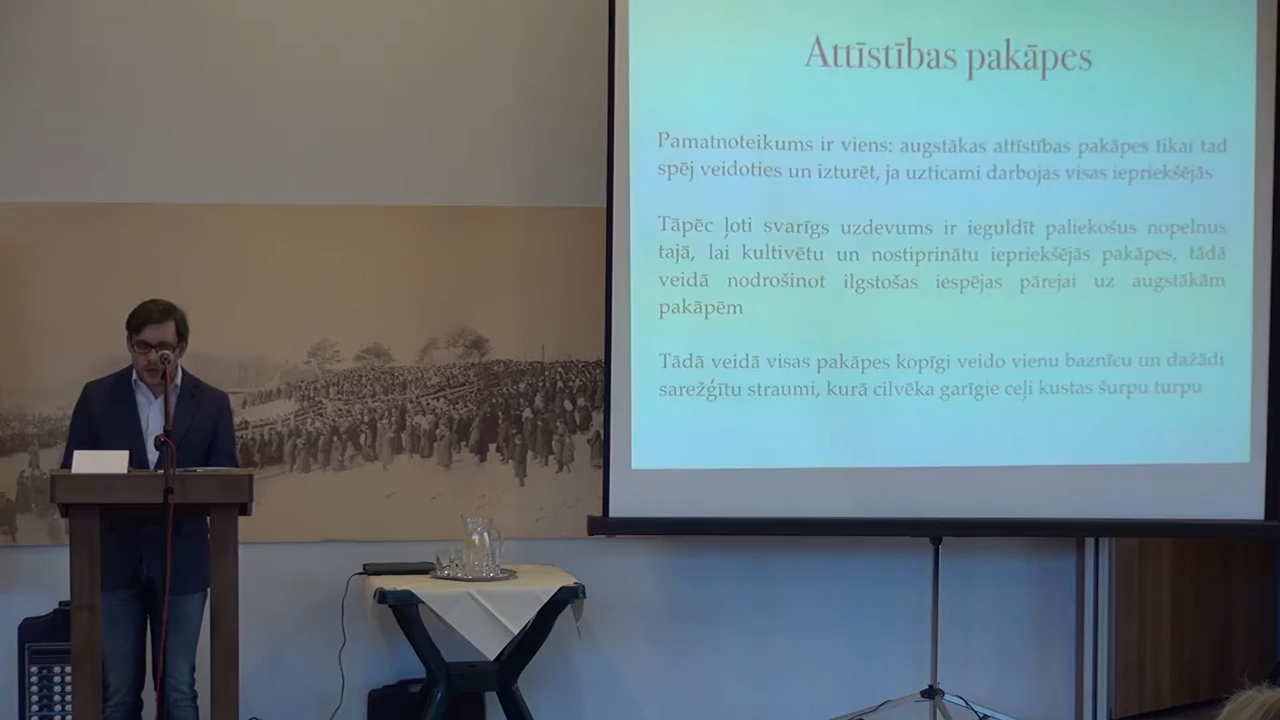 Attīstības pakāpes
Pamatnoteikums ir viens: augstākas attīstības pakāpes tikai tad
spēj veidoties un izturēt, ja uzticami darbojas visas iepriekšējās
Tāpēc ļoti svarīgs uzdevums ir ieguldīt paliekošus nopelnus
tajā, lai kultivētu un nostiprinātu iepriekšējās pakāpes, tādā
veidā nodrošinot ilgstošas iespējas pārejai uz augstākām
pakāpēm
Tādā veidā visas pakāpes kopīgi veido vienu baznīcu un dažādi
sarežģītu straumi, kurā cilvēka garīgie ceļi kustas šurpu turpu